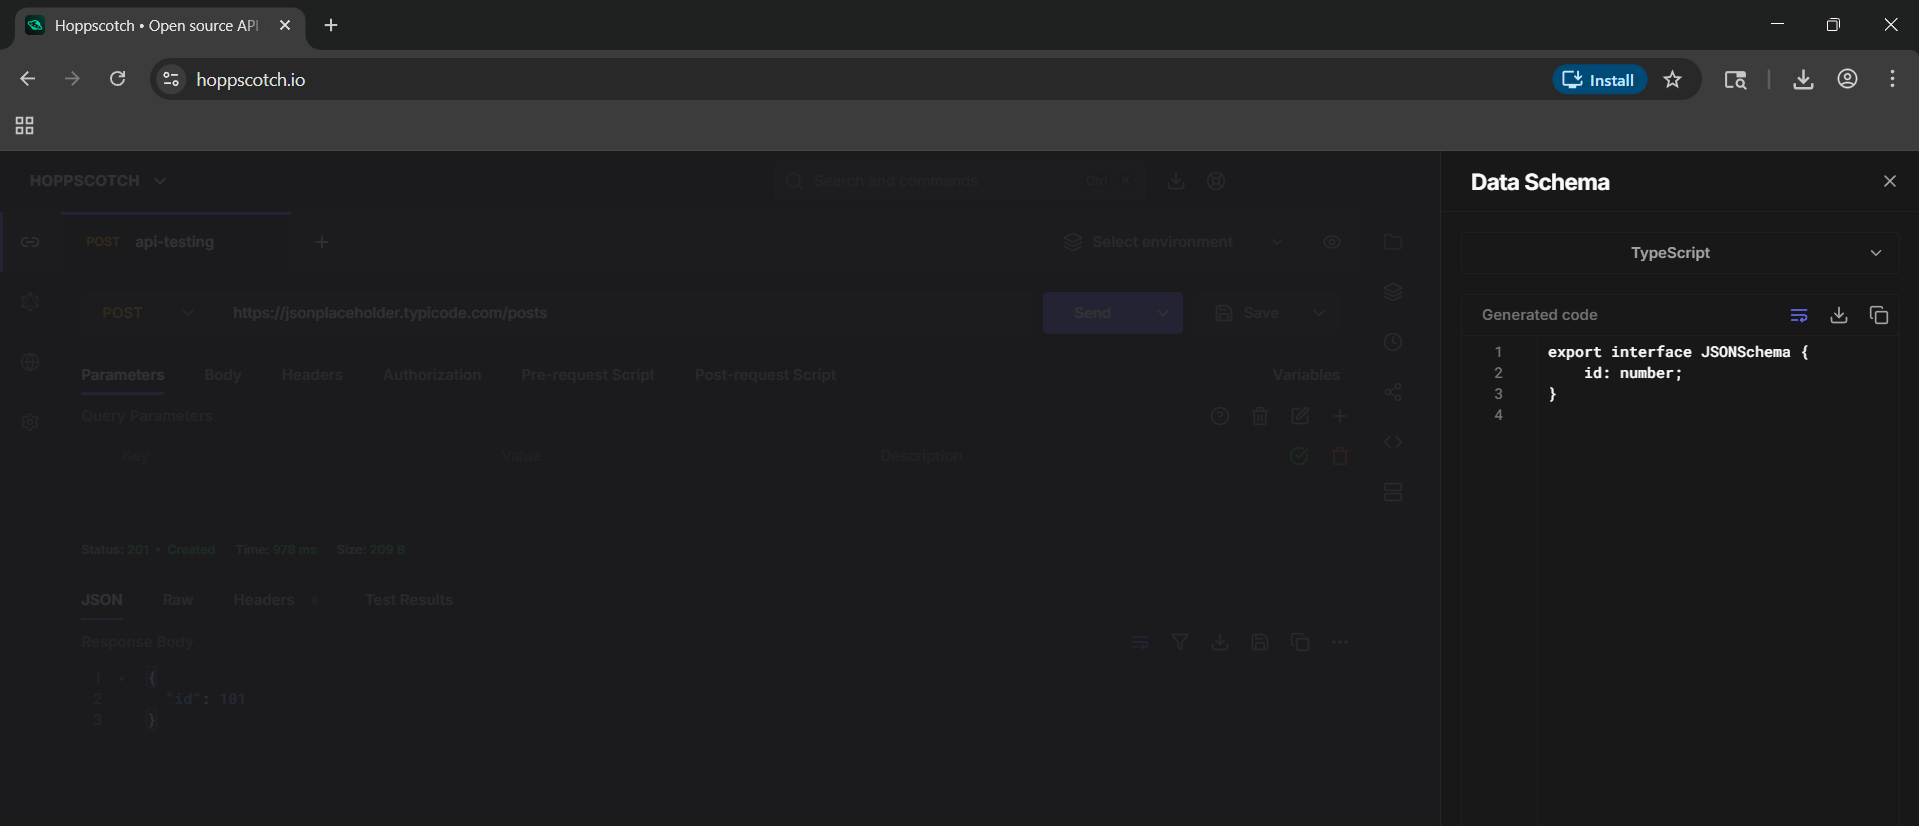 Hoppscotch • Open source API
hoppscotch.io
Install
HOPPSCOTCH
Search and commands
Ctrl K
Data Schema
POST api-testing
Select environment
TypeScript
POST
https://jsonplaceholder.typicode.com/posts
Send
Save
Generated code
1 export interface JSONSchema {
2 id: number;
3 }
4
Parameters Body Headers Authorization Pre-request Script Post-request Script Variables
Query Parameters
Key Value Description
Status: 201 • Created Time: 978 ms Size: 209 B
JSON Raw Headers Test Results
Response Body
1 {
2 "id": 101
3 }